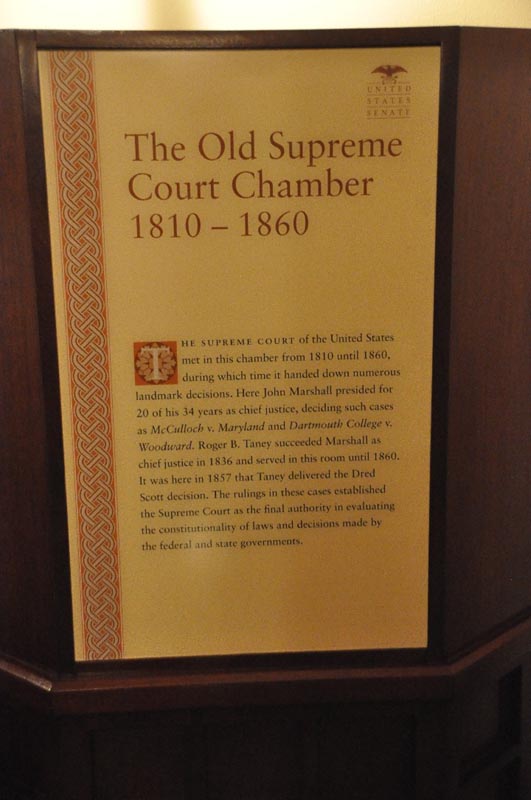 UNITED
STATES
SENATE
The Old Supreme
Court Chamber
1810 – 1860
THE SUPREME COURT of the United States
met in this chamber from 1810 until 1860,
during which time it handed down numerous
landmark decisions. Here John Marshall presided for
20 of his 34 years as chief justice, deciding such cases
as McCulloch v. Maryland and Dartmouth College v.
Woodward. Roger B. Taney succeeded Marshall as
chief justice in 1836 and served in this room until 1860.
It was here in 1857 that Taney delivered the Dred
Scott decision. The rulings in these cases established
the Supreme Court as the final authority in evaluating
the constitutionality of laws and decisions made by
the federal and state governments.